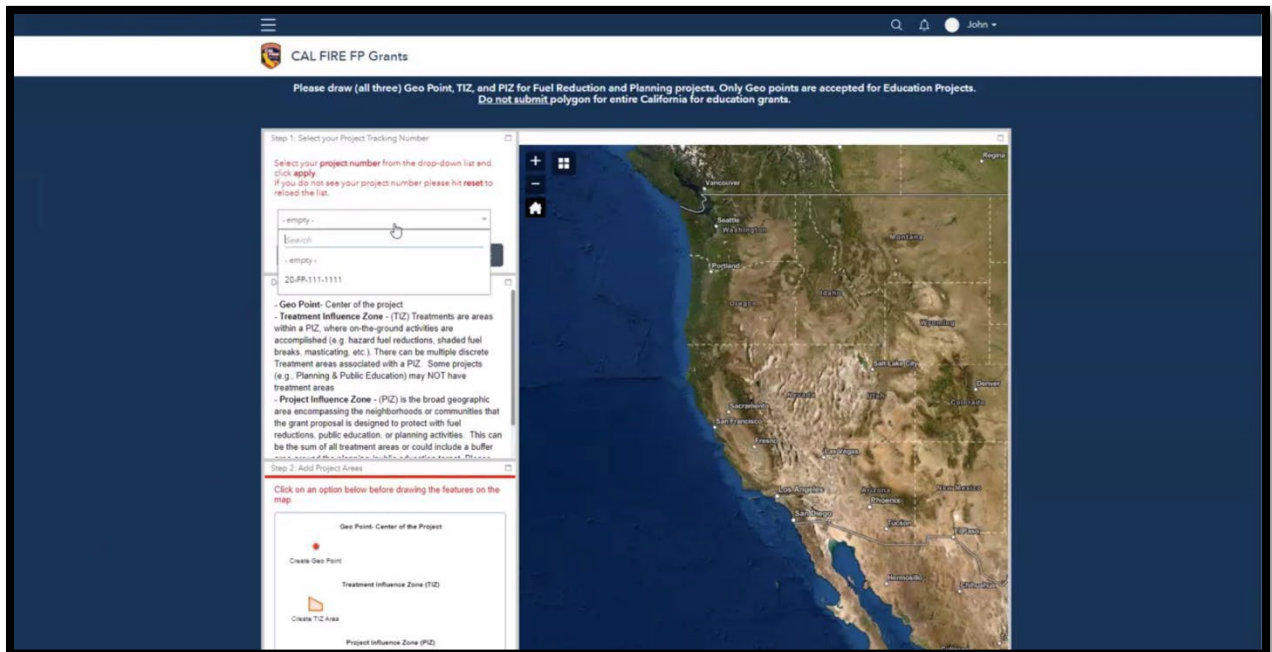 John
CAL FIRE FP Grants
Please draw (all three) Geo Point, TIZ, and PIZ for Fuel Reduction and Planning projects. Only Geo points are accepted for Education Projects.
Do not submit polygon for entire California for education grants.
Step 1: Select your Project Tracking Number
Select your project number from the drop-down list and
click apply.
If you do not see your project number please hit reset to
reload the list.
- empty -
Search
- empty -
20-FP-111-1111
- Geo Point- Center of the project
- Treatment Influence Zone - (TIZ) Treatments are areas
within a PIZ, where on-the-ground activities are
accomplished (e.g. hazard fuel reductions, shaded fuel
breaks, masticating, etc.). There can be multiple discrete
Treatment areas associated with a PIZ. Some projects
(e.g., Planning & Public Education) may NOT have
treatment areas
- Project Influence Zone - (PIZ) is the broad geographic
area encompassing the neighborhoods or communities that
the grant proposal is designed to protect with fuel
reductions, public education, or planning activities. This can
be the sum of all treatment areas or could include a buffer
Step 2: Add Project Areas
Click on an option below before drawing the features on the
map.
Geo Point- Center of the Project
Create Geo Point
Treatment Influence Zone (TIZ)
Create TIZ Area
Project Influence Zone (PIZ)
Regina
Vancouver
Seattle
Washington
Montana
Portland
Oregon
Idaho
Wyoming
Salt Lake City
Denver
Nevada
Utah
Colorado
Sacramento
San Francisco
Fresno
Las Vegas
Los Angeles
Arizona
New Mexico
Phoenix
San Diego
Tucson
El Paso
Hermosillo
Chihuahua